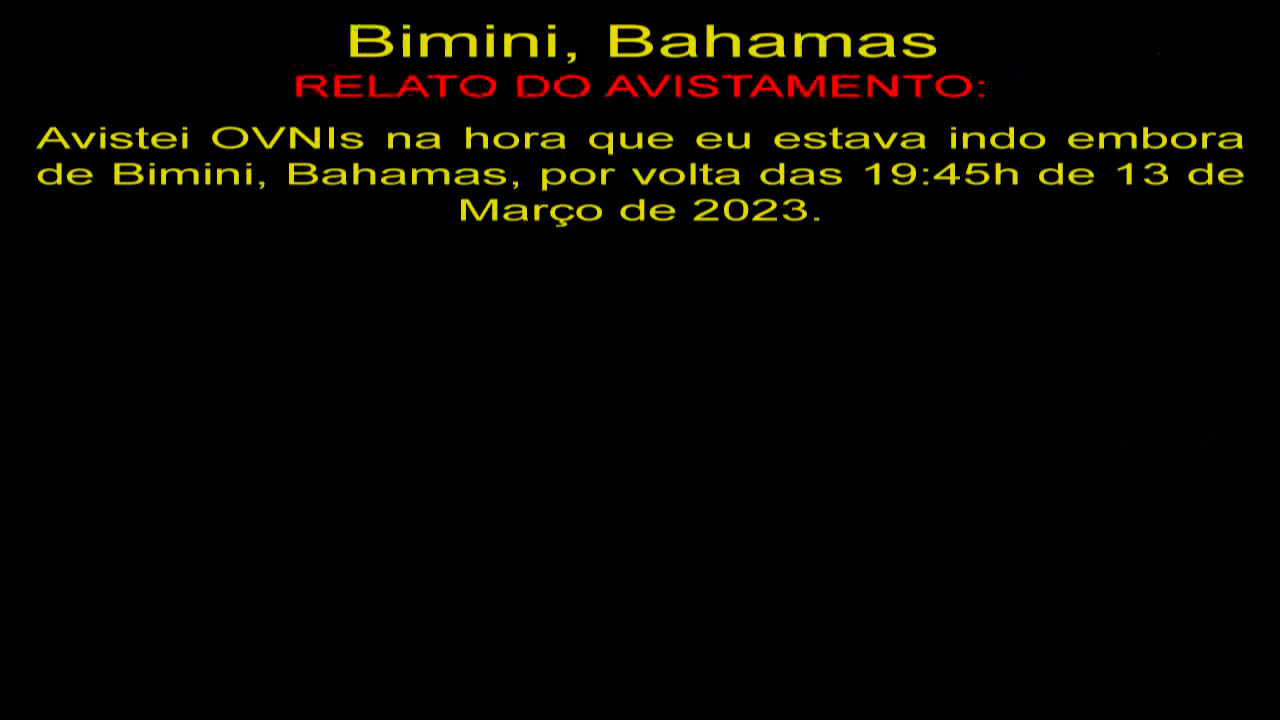 Bimini, Bahamas
RELATO DO AVISTAMENTO:
Avistei OVNIs na hora que eu estava indo embora
de Bimini, Bahamas, por volta das 19:45h de 13 de
Março de 2023.